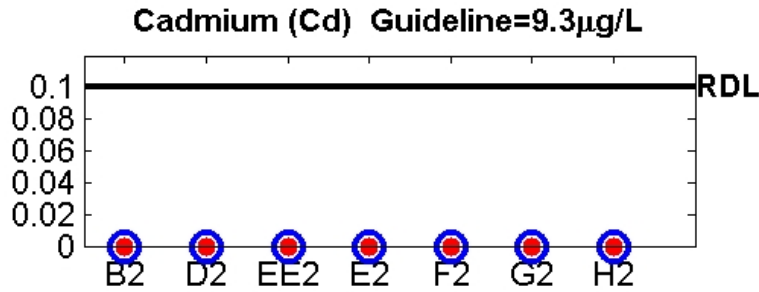 Cadmium (Cd) Guideline=9.3µg/L
0.1
RDL
0.08
0.06
0.04
0.02
0
B2 D2 EE2 E2 F2 G2 H2